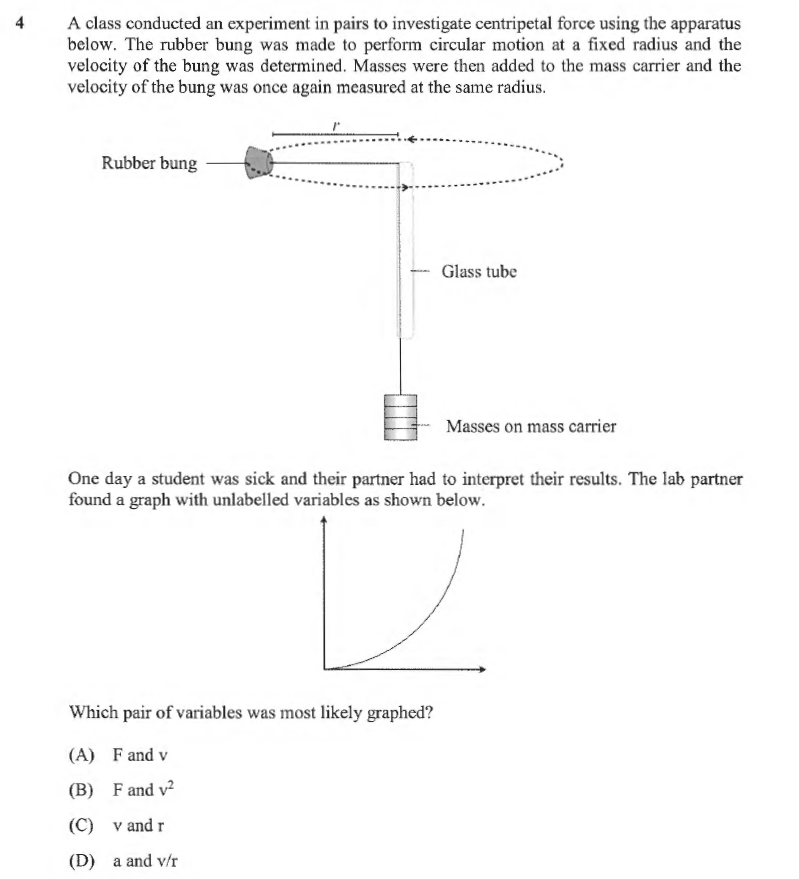 4 A class conducted an experiment in pairs to investigate centripetal force using the apparatus
below. The rubber bung was made to perform circular motion at a fixed radius and the
velocity of the bung was determined. Masses were then added to the mass carrier and the
velocity of the bung was once again measured at the same radius.
r
Rubber bung
Glass tube
Masses on mass carrier
One day a student was sick and their partner had to interpret their results. The lab partner
found a graph with unlabelled variables as shown below.
Which pair of variables was most likely graphed?
(A) F and v
(B) F and v²
(C) v and r
(D) a and v/r